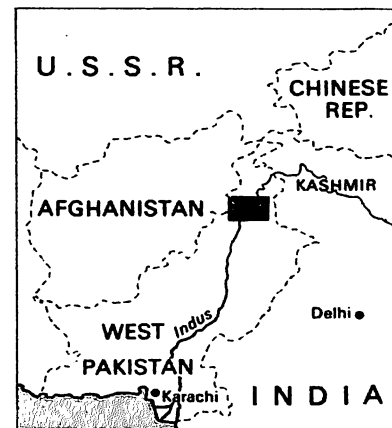 U.S.S.R.
CHINESE
REP.
KASHMIR
AFGHANISTAN
Delhi
WEST Indus
PAKISTAN
Karachi
INDIA